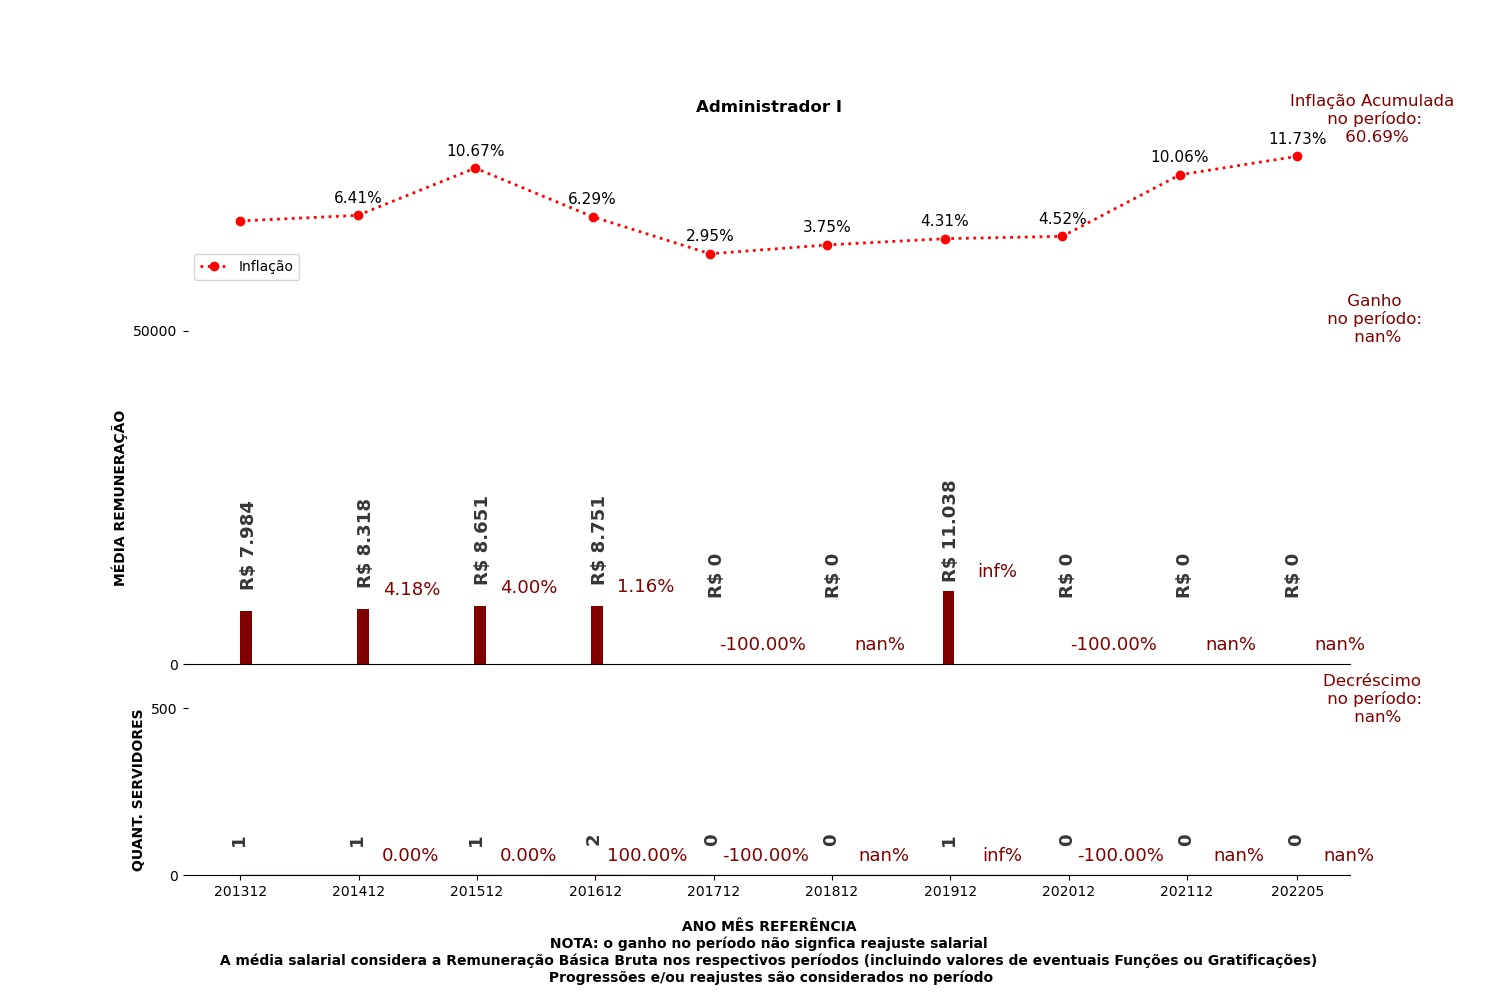 Administrador I
Inflação Acumulada
no período:
60.69%
6.41%
10.67%
6.29%
2.95%
3.75%
4.31%
4.52%
10.06%
11.73%
Inflação
Ganho
no período:
nan%
50000
0
MÉDIA REMUNERAÇÃO
R$ 7.984
R$ 8.318
R$ 8.651
R$ 8.751
R$ 0
R$ 0
R$ 11.038
R$ 0
R$ 0
R$ 0
4.18%
4.00%
1.16%
-100.00%
nan%
inf%
-100.00%
nan%
nan%
Decréscimo
no período:
nan%
500
0
QUANT. SERVIDORES
1
1
1
2
0
0
1
0
0
0
0.00%
0.00%
100.00%
-100.00%
nan%
inf%
-100.00%
nan%
nan%
201312
201412
201512
201612
201712
201812
201912
202012
202112
202205
ANO MÊS REFERÊNCIA
NOTA: o ganho no período não signfica reajuste salarial
A média salarial considera a Remuneração Básica Bruta nos respectivos períodos (incluindo valores de eventuais Funções ou Gratificações)
Progressões e/ou reajustes são considerados no período